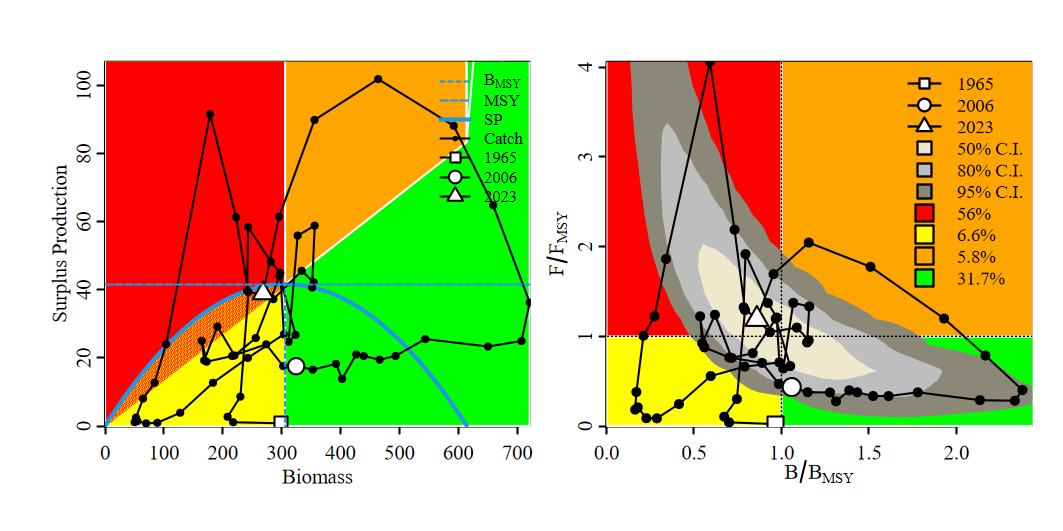 Surplus Production
100
80
60
40
20
0
0 100 200 300 400 500 600 700
Biomass
BMSY
MSY
SP
Catch
1965
2006
2023
F/FMSY
4
3
2
1
0
0.0 0.5 1.0 1.5 2.0
B/BMSY
1965
2006
2023
50% C.I.
80% C.I.
95% C.I.
56%
6.6%
5.8%
31.7%